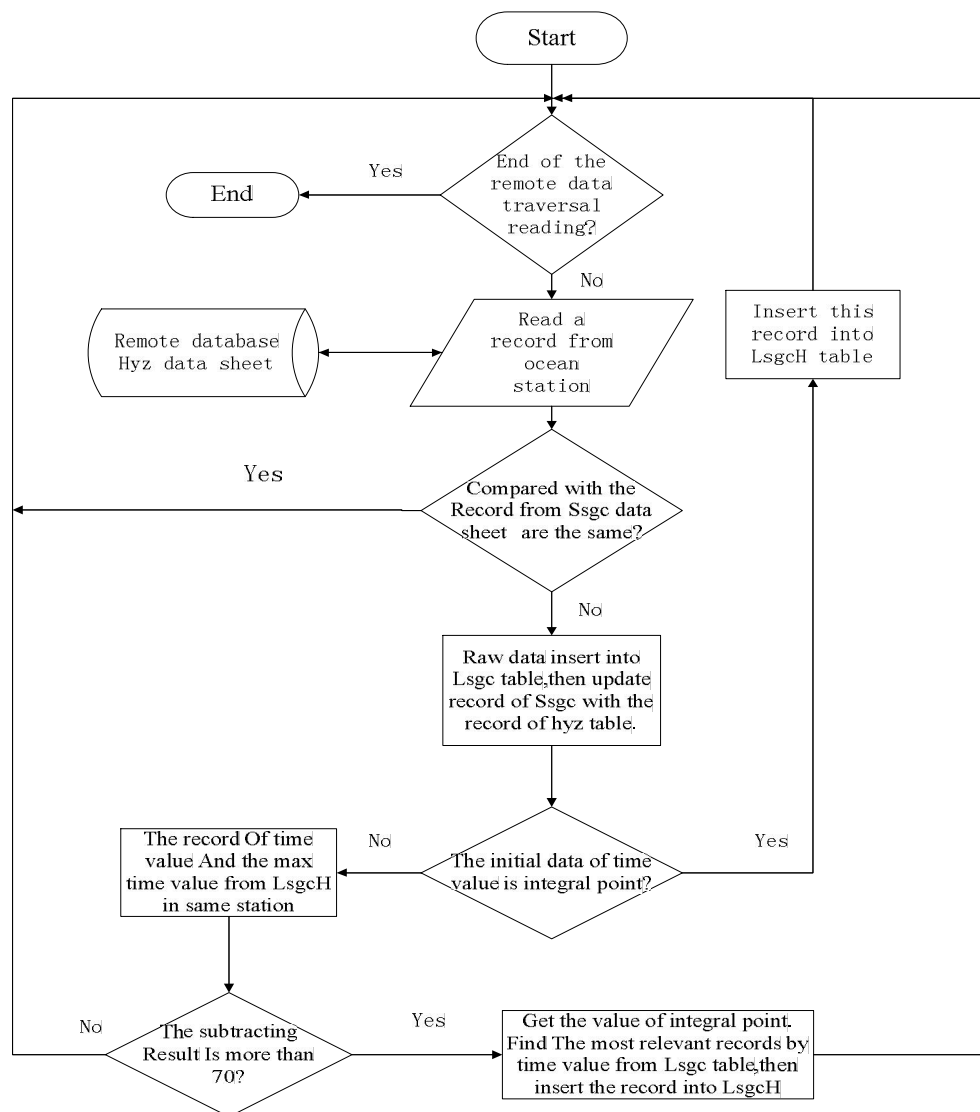 Start
End of the
remote data
traversal
reading?
Yes
End
No
Read a
record from
ocean
station
Remote database
Hyz data sheet
Insert this
record into
LsgcH table
Yes
Compared with the
Record from Ssgc data
sheet are the same?
No
Raw data insert into
Lsgc table,then update
record of Ssgc with the
record of hyz table.
The initial data of time
value is integral point?
Yes
No
The record Of time
value And the max
time value from LsgcH
in same station
The subtracting
Result Is more than
70?
No
Yes
Get the value of integral point.
Find The most relevant records by
time value from Lsgc table,then
insert the record into LsgcH